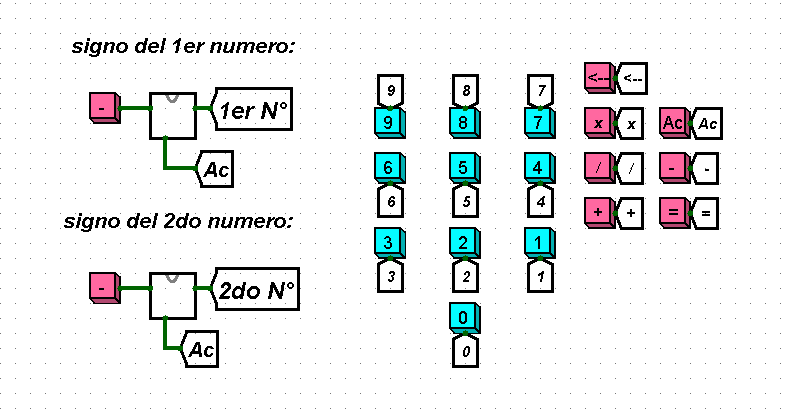 signo del 1er numero:
-
1er N°
Ac
signo del 2do numero:
-
2do N°
Ac
9 8 7
9 8 7
6 5 4
6 5 4
3 2 1
3 2 1
0
0
<-- <--
x x Ac Ac
/ / - -
+ + = =